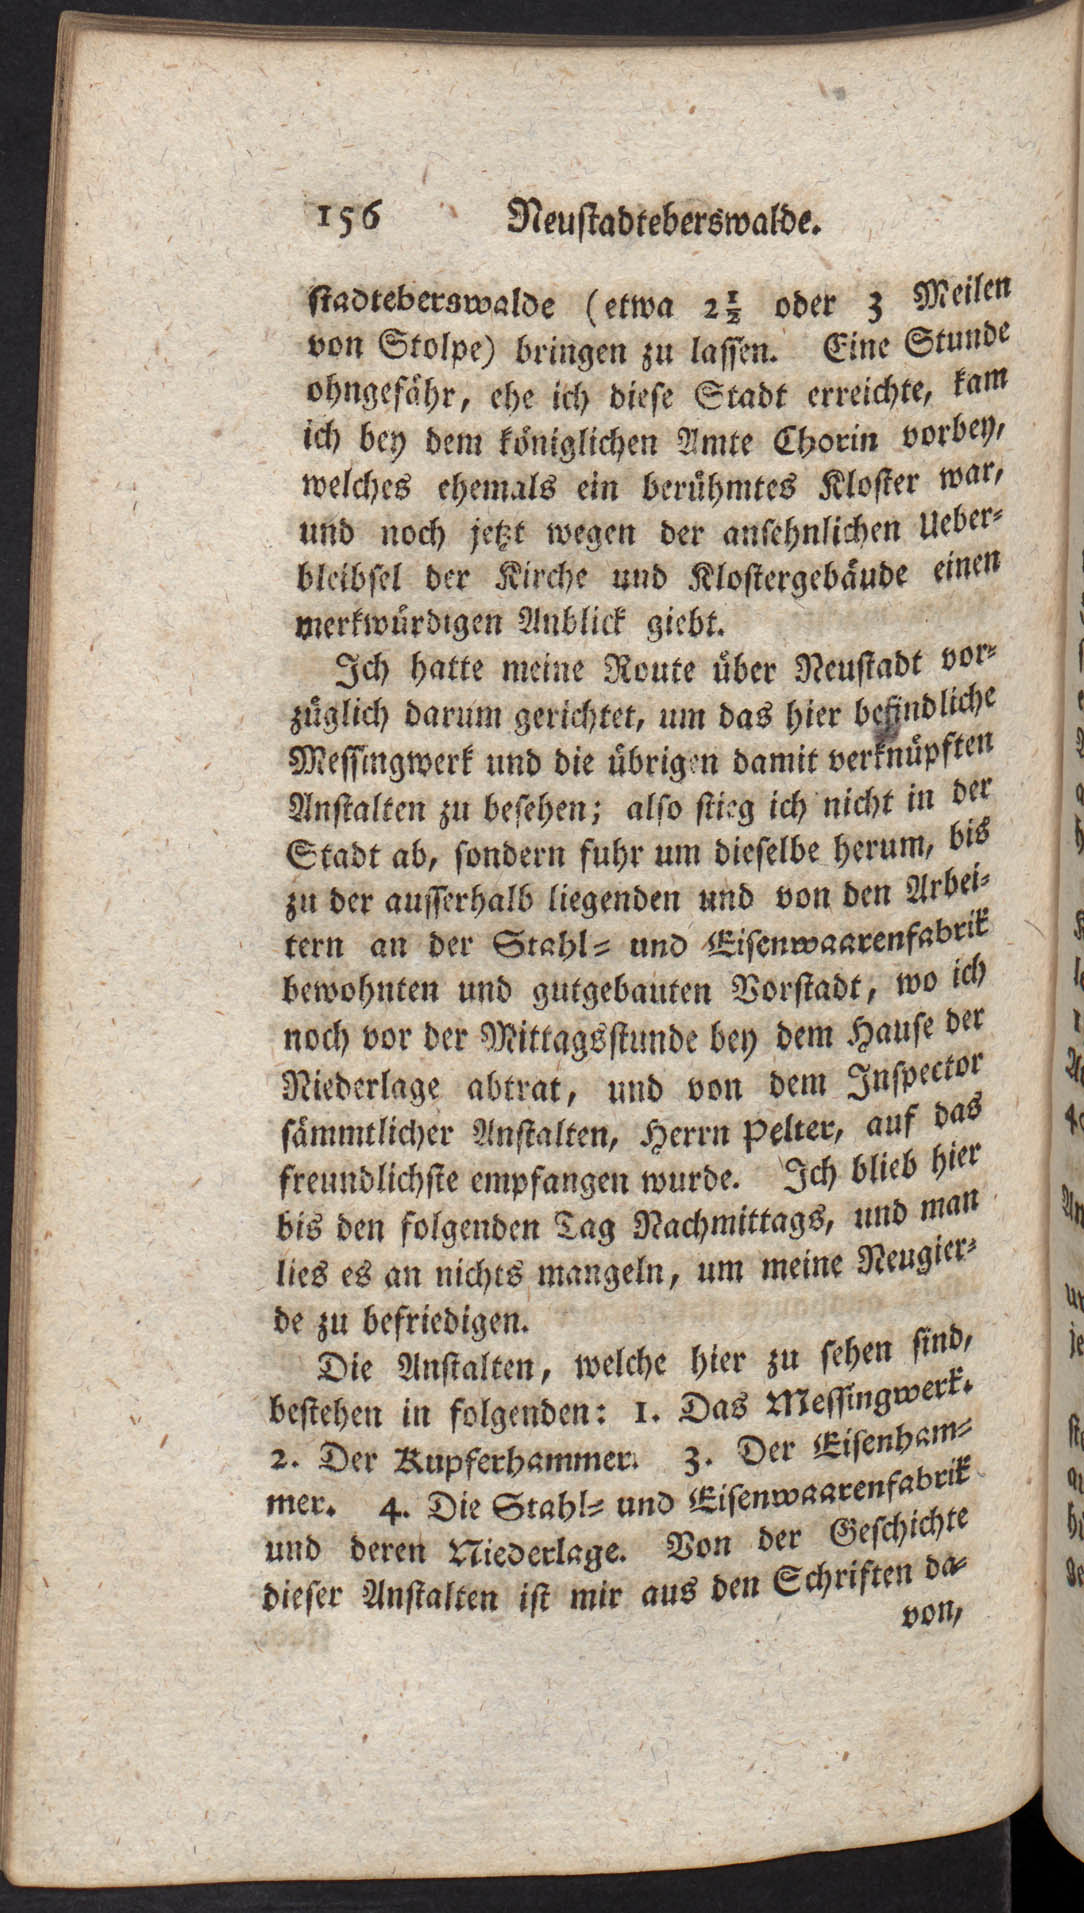 156 Neustadteberswalde.
stadteberswalde (etwa 2½ oder 3 Meilen
von Stolpe) bringen zu lassen. Eine Stunde
ohngefähr, ehe ich diese Stadt erreichte, kam
ich bey dem königlichen Amte Chorin vorbey,
welches ehemals ein berühmtes Kloster war,
und noch jetzt wegen der ansehnlichen Ueber-
bleibsel der Kirche und Klostergebäude einen
merkwürdigen Anblick giebt.
Ich hatte meine Route über Neustadt vor-
züglich darum gerichtet, um das hier befindliche
Messingwerk und die übrigen damit verknüpften
Anstalten zu besehen; also stieg ich nicht in der
Stadt ab, sondern fuhr um dieselbe herum, bis
zu der ausserhalb liegenden und von den Arbei-
tern an der Stahl- und Eisenwaarenfabrik
bewohnten und gutgebauten Vorstadt, wo ich
noch vor der Mittagsstunde bey dem Hause der
Niederlage abtrat, und von dem Inspector
sämmtlicher Anstalten, Herrn Pelter, auf das
freundlichste empfangen wurde. Ich blieb hier
bis den folgenden Tag Nachmittags, und man
lies es an nichts mangeln, um meine Neugier-
de zu befriedigen.
Die Anstalten, welche hier zu sehen sind,
bestehen in folgenden: 1. Das Messingwerk.
2. Der Kupferhammer. 3. Der Eisenham-
mer. 4. Die Stahl- und Eisenwaarenfabrik
und deren Niederlage. Von der Geschichte
dieser Anstalten ist mir aus den Schriften da-
von,